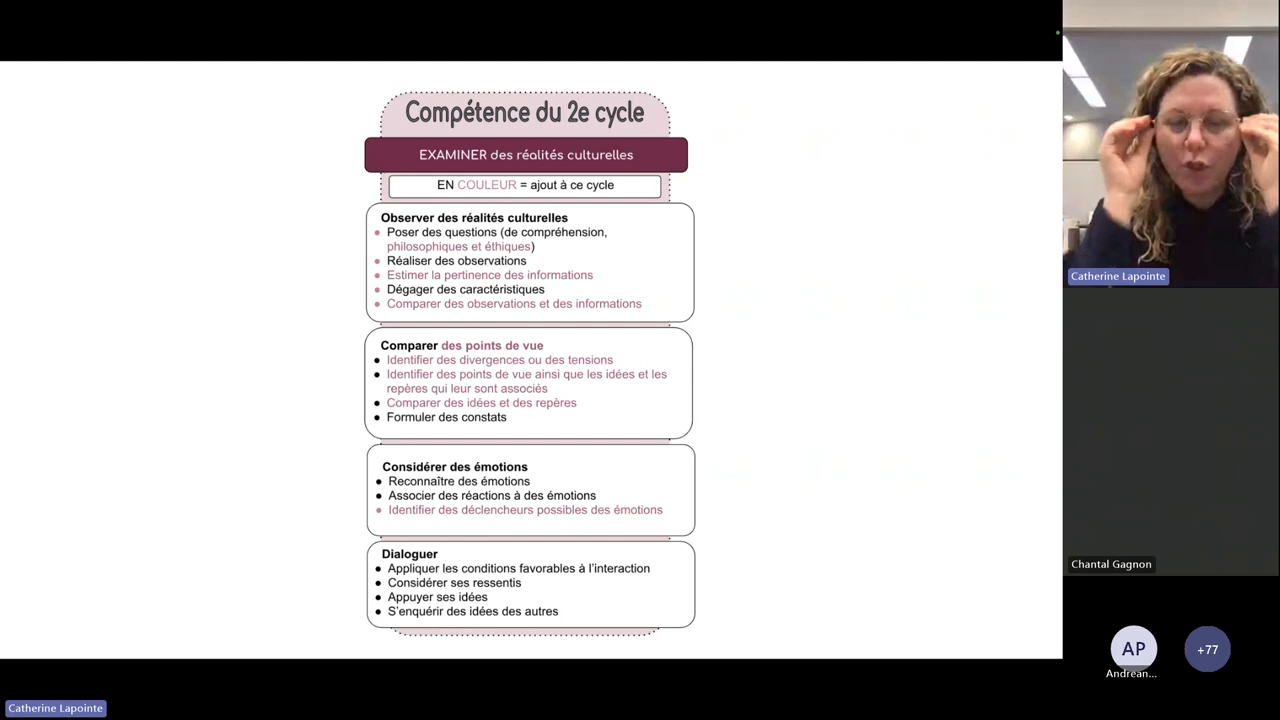 Compétence du 2e cycle
EXAMINER des réalités culturelles
EN COULEUR = ajout à ce cycle
Observer des réalités culturelles
● Poser des questions (de compréhension,
philosophiques et éthiques)
● Réaliser des observations
● Estimer la pertinence des informations
● Dégager des caractéristiques
● Comparer des observations et des informations
Comparer des points de vue
● Identifier des divergences ou des tensions
● Identifier des points de vue ainsi que les idées et les
repères qui leur sont associés
● Comparer des idées et des repères
● Formuler des constats
Considérer des émotions
● Reconnaître des émotions
● Associer des réactions à des émotions
● Identifier des déclencheurs possibles des émotions
Dialoguer
● Appliquer les conditions favorables à l’interaction
● Considérer ses ressentis
● Appuyer ses idées
● S’enquérir des idées des autres
Catherine Lapointe
Chantal Gagnon
AP
+77
Andréan...
Catherine Lapointe